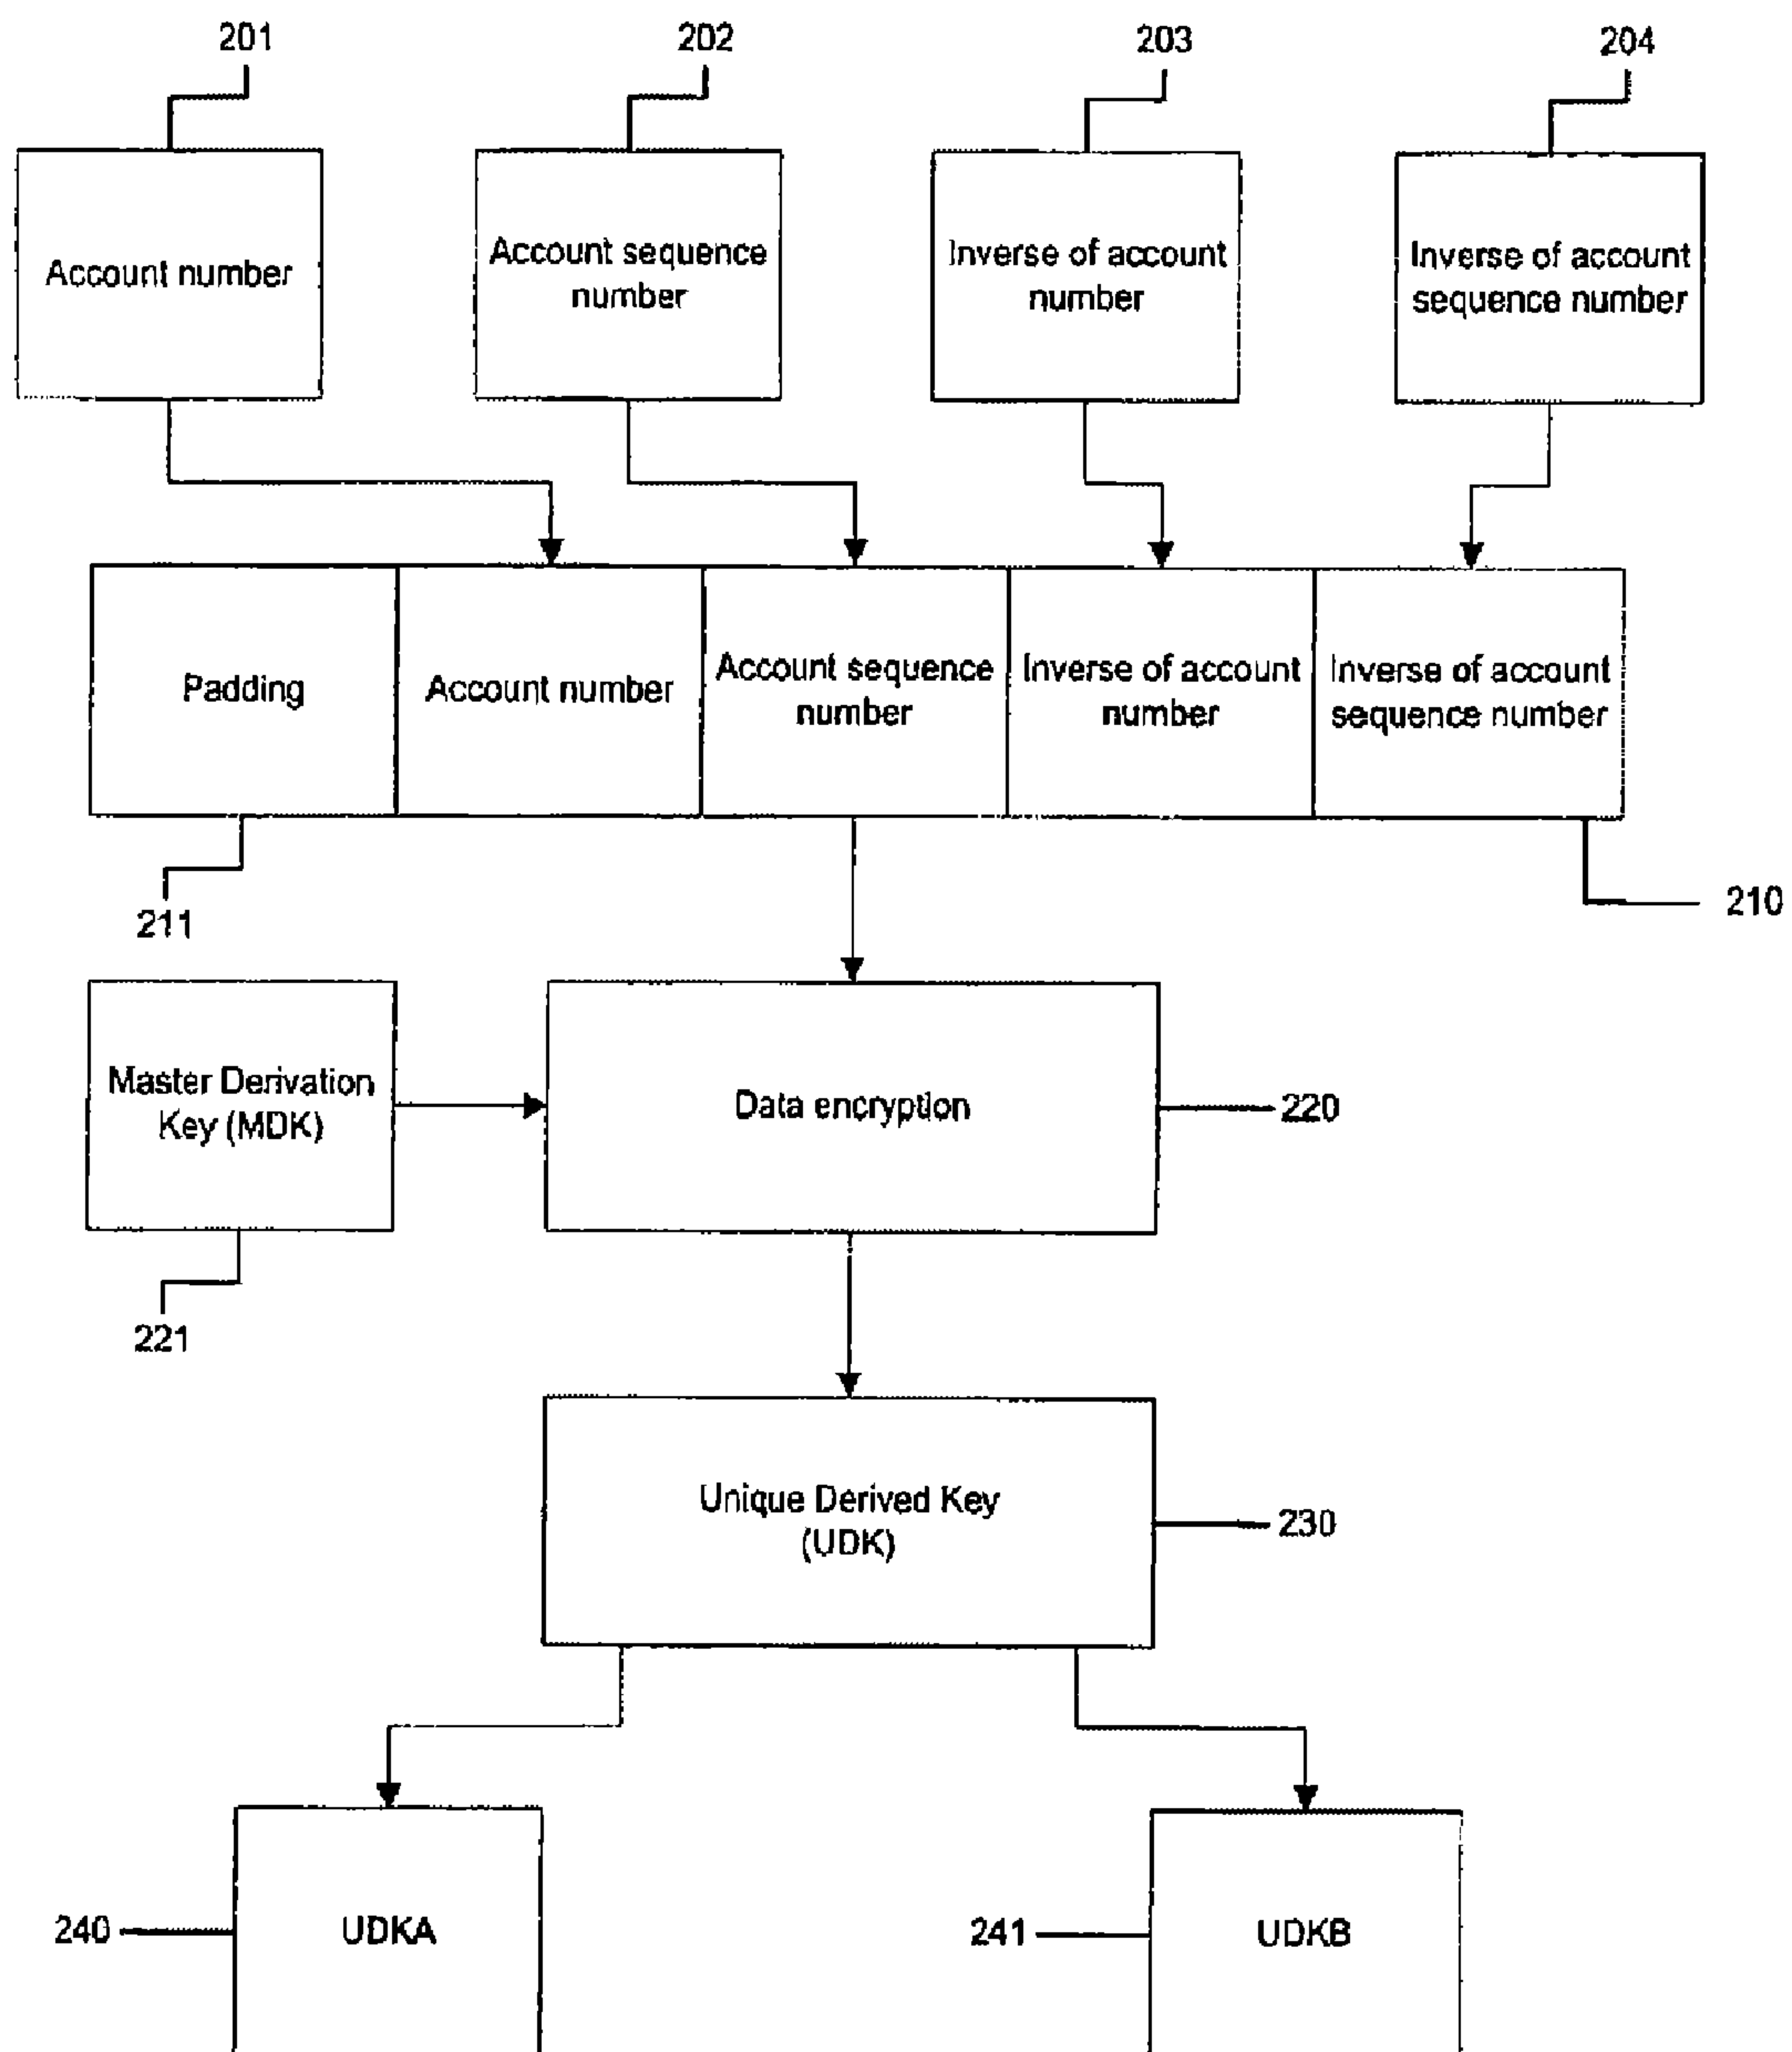 201
202
203
204
Account number
Account sequence
number
Inverse of account
number
Inverse of account
sequence number
Padding
Account number
Account sequence
number
Inverse of account
number
Inverse of account
sequence number
211
210
Master Derivation
Key (MDK)
Data encryption
220
221
Unique Derived Key
(UDK)
230
240
UDKA
241
UDKB